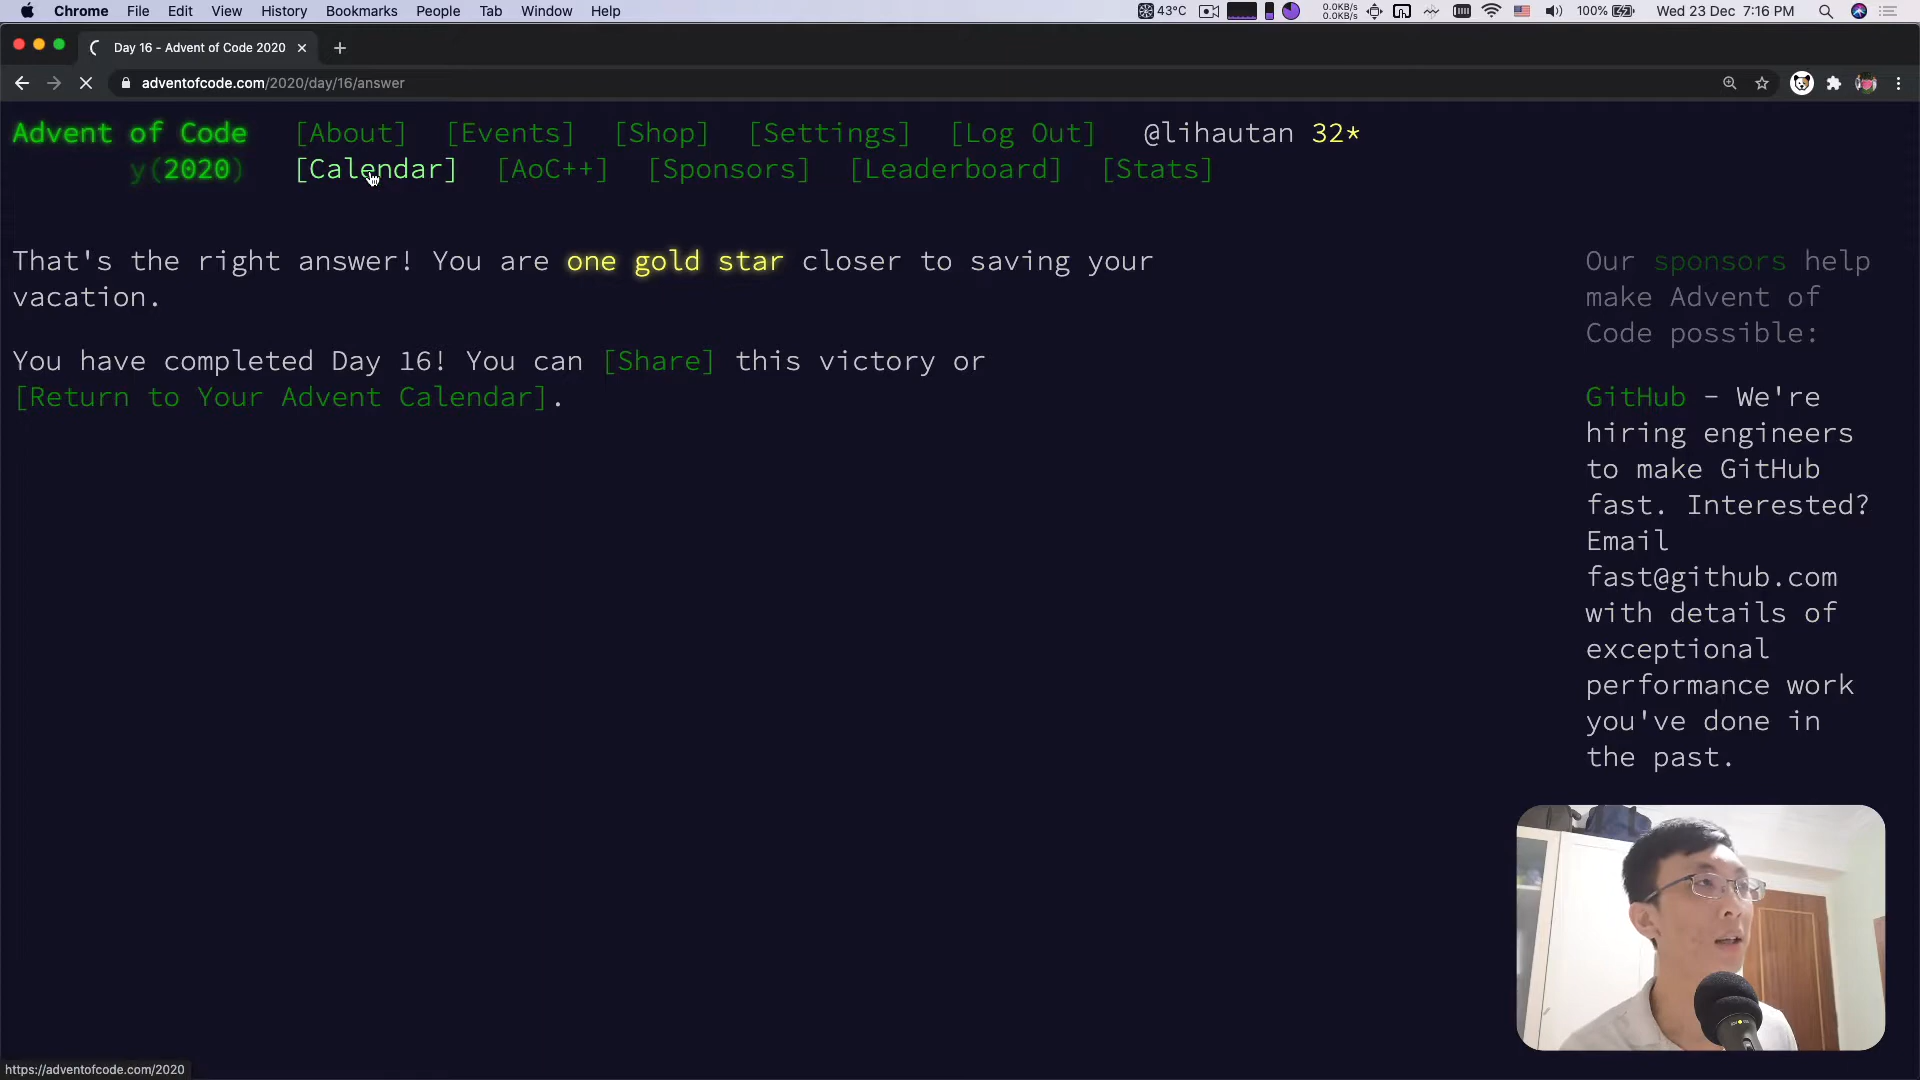 Chrome File Edit View History Bookmarks People Tab Window Help 43°C 0.0KB/s 0.0KB/s 100% Wed 23 Dec 7:16 PM
Day 16 - Advent of Code 2020
adventofcode.com/2020/day/16/answer
Advent of Code [About] [Events] [Shop] [Settings] [Log Out] @lihautan 32*
y(2020) [Calendar] [AoC++] [Sponsors] [Leaderboard] [Stats]
That's the right answer! You are one gold star closer to saving your
vacation.
You have completed Day 16! You can [Share] this victory or
[Return to Your Advent Calendar].
Our sponsors help
make Advent of
Code possible:
GitHub - We're
hiring engineers
to make GitHub
fast. Interested?
Email
fast@github.com
with details of
exceptional
performance work
you've done in
the past.
https://adventofcode.com/2020